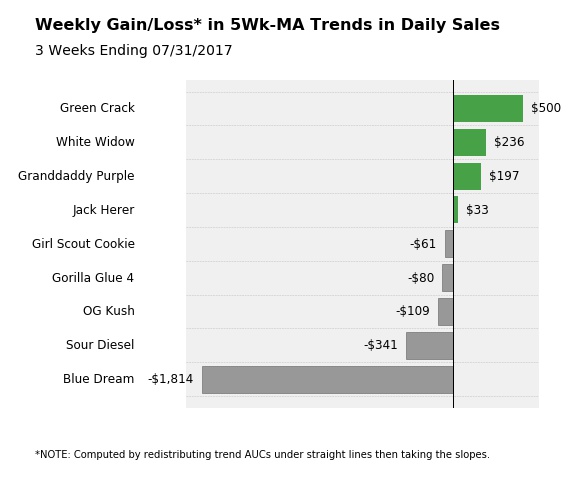 Weekly Gain/Loss* in 5Wk-MA Trends in Daily Sales
3 Weeks Ending 07/31/2017
Green Crack $500
White Widow $236
Granddaddy Purple $197
Jack Herer $33
Girl Scout Cookie -$61
Gorilla Glue 4 -$80
OG Kush -$109
Sour Diesel -$341
Blue Dream -$1,814
*NOTE: Computed by redistributing trend AUCs under straight lines then taking the slopes.